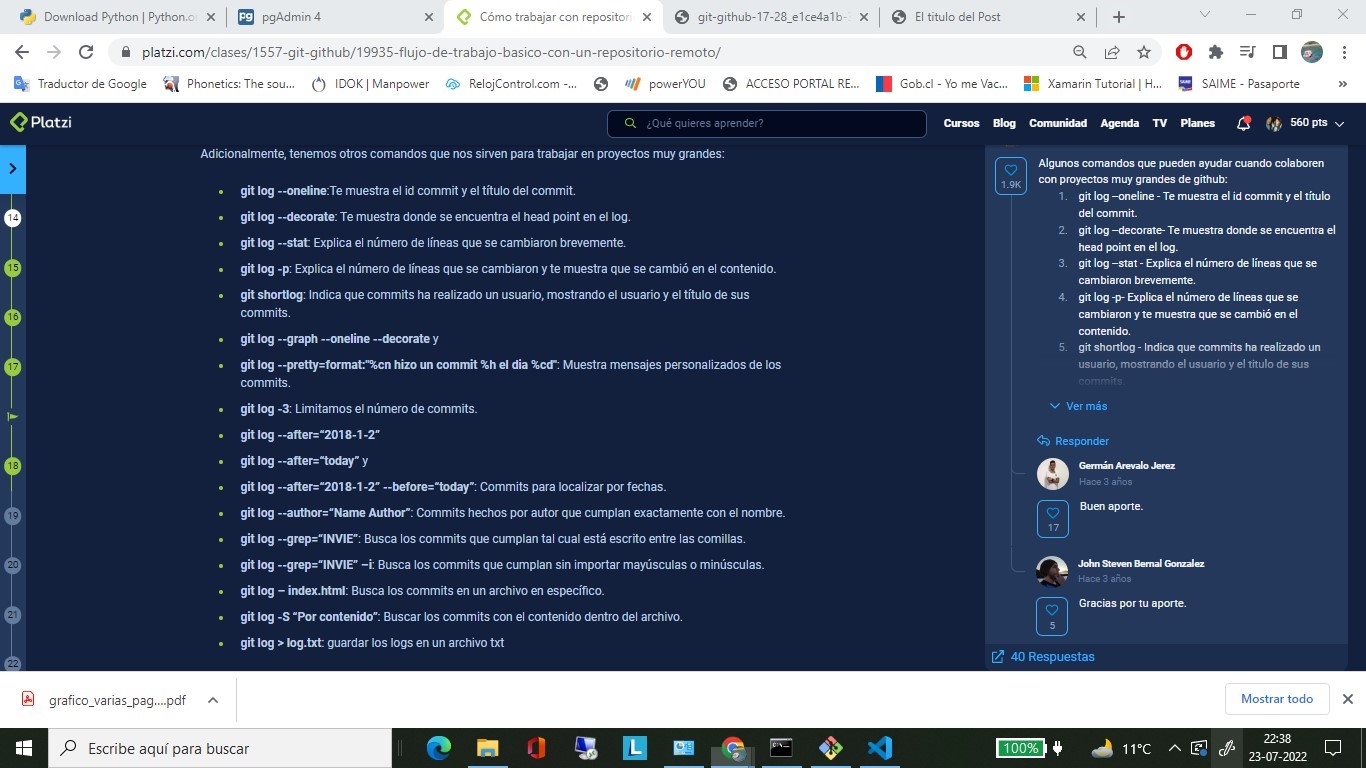 Download Python | Python.o
pgAdmin 4
Cómo trabajar con repositori
git-github-17-28_e1ce4a1b-
El titulo del Post
platzi.com/clases/1557-git-github/19935-flujo-de-trabajo-basico-con-un-repositorio-remoto/
Traductor de Google
Phonetics: The sou...
IDOK | Manpower
RelojControl.com -...
powerYOU
ACCESO PORTAL RE...
Gob.cl - Yo me Vac...
Xamarin Tutorial | H...
SAIME - Pasaporte
»
Platzi
¿Qué quieres aprender?
Cursos
Blog
Comunidad
Agenda
TV
Planes
560 pts
14
15
16
17
18
19
20
21
22
Adicionalmente, tenemos otros comandos que nos sirven para trabajar en proyectos muy grandes:
git log --oneline:Te muestra el id commit y el título del commit.
git log --decorate: Te muestra donde se encuentra el head point en el log.
git log --stat: Explica el número de líneas que se cambiaron brevemente.
git log -p: Explica el número de líneas que se cambiaron y te muestra que se cambió en el contenido.
git shortlog: Indica que commits ha realizado un usuario, mostrando el usuario y el título de sus
commits.
git log --graph --oneline --decorate y
git log --pretty=format:"%cn hizo un commit %h el dia %cd": Muestra mensajes personalizados de los
commits.
git log -3: Limitamos el número de commits.
git log --after=“2018-1-2”
git log --after=“today” y
git log --after=“2018-1-2” --before=“today”: Commits para localizar por fechas.
git log --author=“Name Author”: Commits hechos por autor que cumplan exactamente con el nombre.
git log --grep=“INVIE”: Busca los commits que cumplan tal cual está escrito entre las comillas.
git log --grep=“INVIE” –i: Busca los commits que cumplan sin importar mayúsculas o minúsculas.
git log – index.html: Busca los commits en un archivo en específico.
git log -S “Por contenido”: Buscar los commits con el contenido dentro del archivo.
git log > log.txt: guardar los logs en un archivo txt
1.9K
Algunos comandos que pueden ayudar cuando colaboren
con proyectos muy grandes de github:
1. git log –oneline - Te muestra el id commit y el título
del commit.
2. git log –decorate- Te muestra donde se encuentra el
head point en el log.
3. git log –stat - Explica el número de líneas que se
cambiaron brevemente.
4. git log -p- Explica el número de líneas que se
cambiaron y te muestra que se cambió en el
contenido.
5. git shortlog - Indica que commits ha realizado un
usuario, mostrando el usuario y el titulo de sus
commits.
Ver más
Responder
Germán Arevalo Jerez
Hace 3 años
Buen aporte.
17
John Steven Bernal Gonzalez
Hace 3 años
Gracias por tu aporte.
5
40 Respuestas
grafico_varias_pag....pdf
Mostrar todo
Escribe aquí para buscar
L
100%
11°C
22:38
23-07-2022